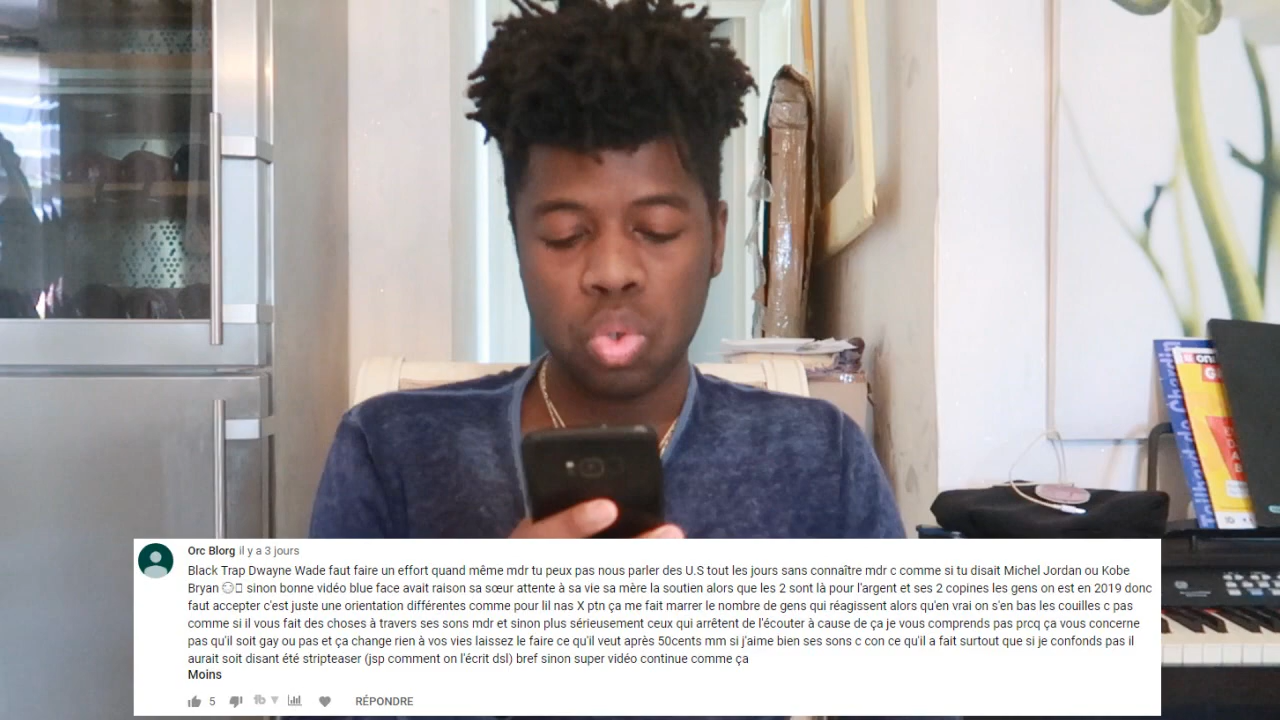 Orc Blorg il y a 3 jours
Black Trap Dwayne Wade faut faire un effort quand même mdr tu peux pas nous parler des U.S tout les jours sans connaître mdr c comme si tu disait Michel Jordan ou Kobe
Bryan 😏 sinon bonne vidéo blue face avait raison sa sœur attente à sa vie sa mère la soutien alors que les 2 sont là pour l'argent et ses 2 copines les gens on est en 2019 donc
faut accepter c'est juste une orientation différentes comme pour lil nas X ptn ça me fait marrer le nombre de gens qui réagissent alors qu'en vrai on s'en bas les couilles c pas
comme si il vous fait des choses à travers ses sons mdr et sinon plus sérieusement ceux qui arrêtent de l'écouter à cause de ça je vous comprends pas prcq ça vous concerne
pas qu'il soit gay ou pas et ça change rien à vos vies laissez le faire ce qu'il veut après 50cents mm si j'aime bien ses sons c con ce qu'il a fait surtout que si je confonds pas il
aurait soit disant été stripteaser (jsp comment on l'écrit dsl) bref sinon super vidéo continue comme ça
Moins
5 RÉPONDRE
Teilhard de Chardin